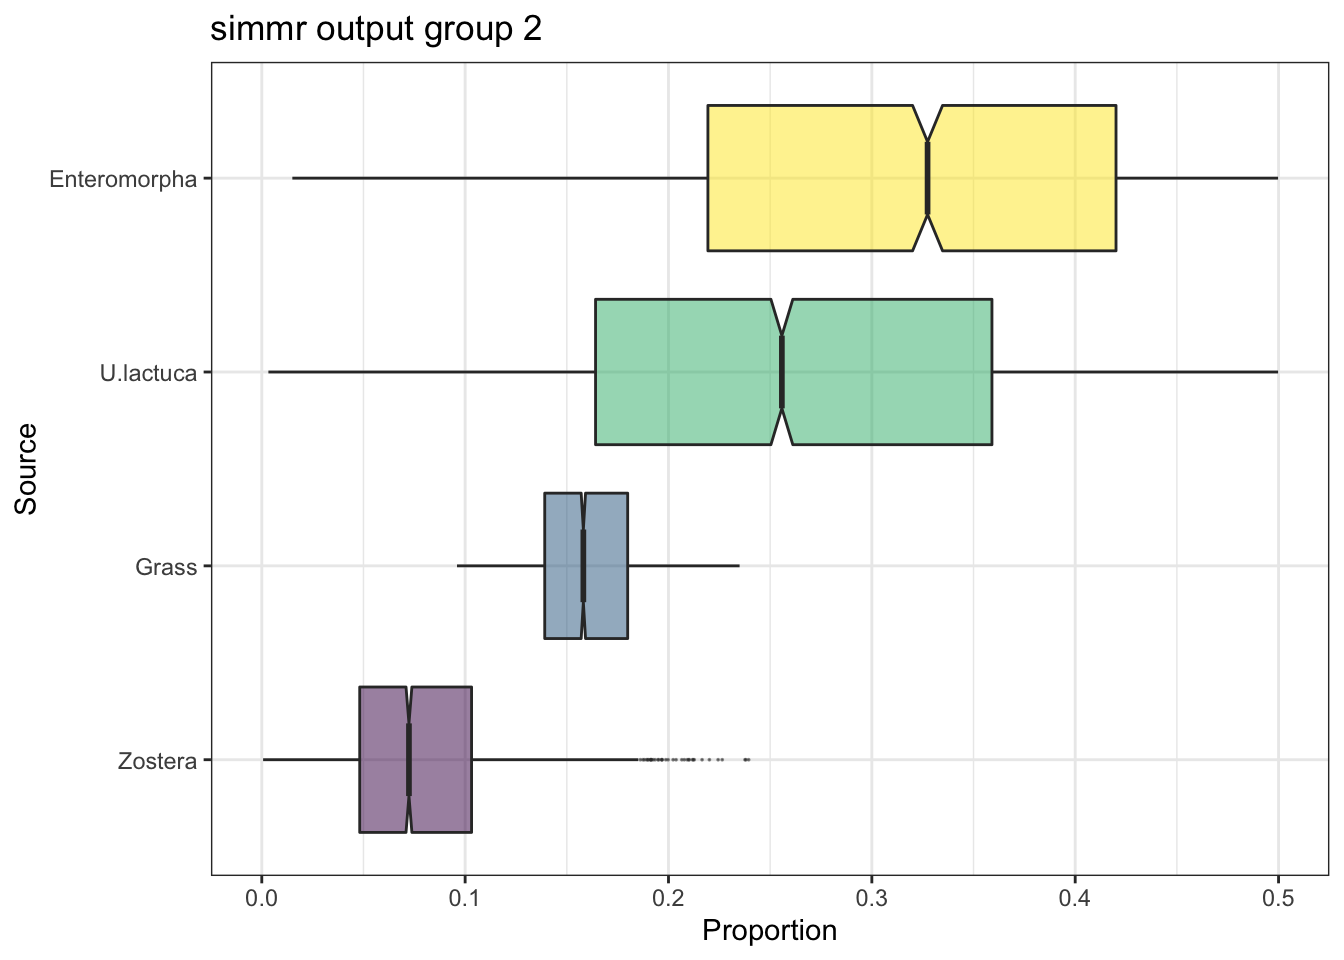 simmr output group 2
Enteromorpha
U.lactuca
Grass
Zostera
Source
0.0 0.1 0.2 0.3 0.4 0.5
Proportion